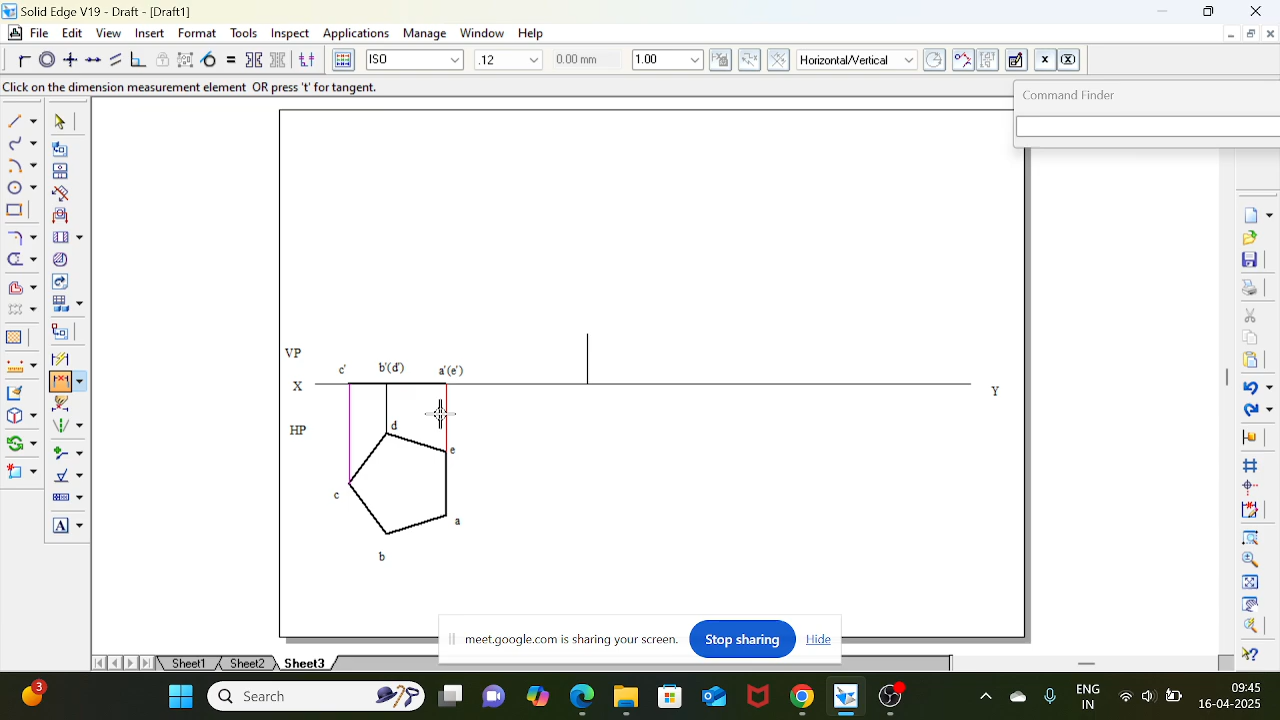 Solid Edge V19 - Draft - [Draft1]
File Edit View Insert Format Tools Inspect Applications Manage Window Help
ISO .12 0.00 mm 1.00 Horizontal/Vertical
Click on the dimension measurement element OR press 't' for tangent.
Command Finder
VP
c' b'(d') a'(e')
X Y
HP
d
e
c
a
b
A
meet.google.com is sharing your screen. Stop sharing Hide
Sheet1 Sheet2 Sheet3
3 Search ENG IN 09:45 16-04-2025